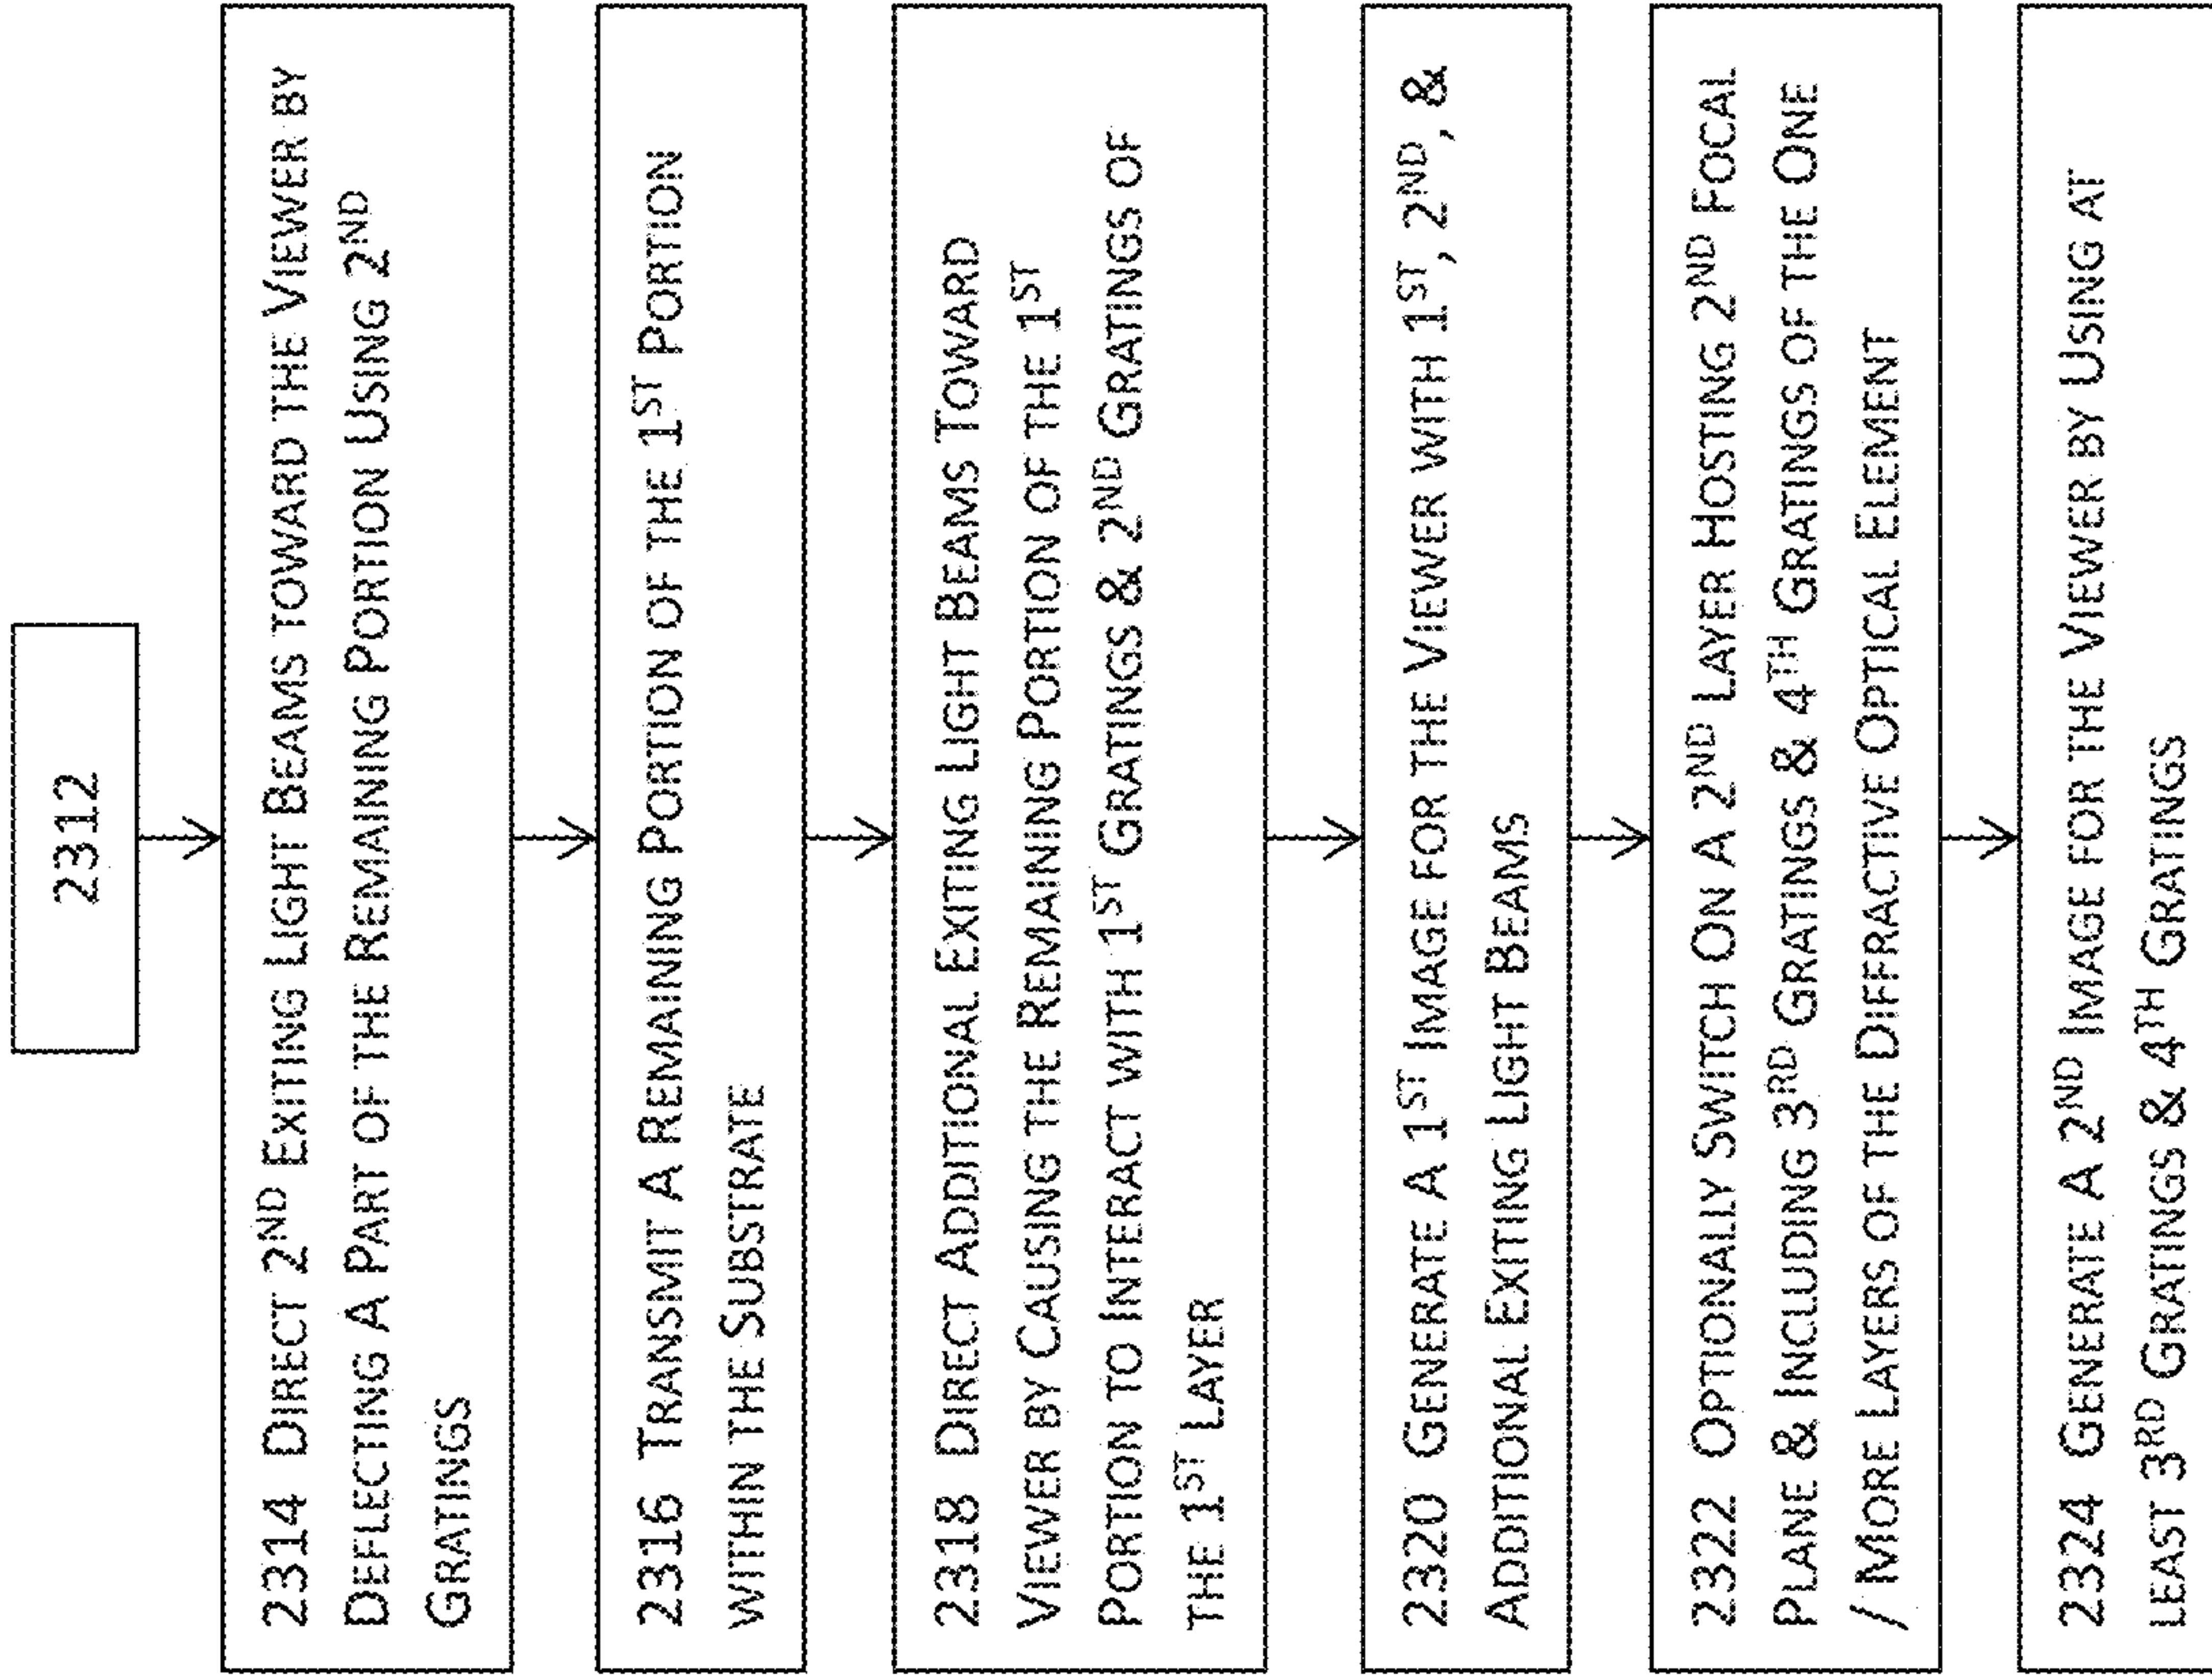 2312
2314 DIRECT 2ND EXITING LIGHT BEAMS TOWARD THE VIEWER BY
DEFLECTING A PART OF THE REMAINING PORTION USING 2ND
GRATINGS
2316 TRANSMIT A REMAINING PORTION OF THE 1ST PORTION
WITHIN THE SUBSTRATE
2318 DIRECT ADDITIONAL EXITING LIGHT BEAMS TOWARD
VIEWER BY CAUSING THE REMAINING PORTION OF THE 1ST
PORTION TO INTERACT WITH 1ST GRATINGS & 2ND GRATINGS OF
THE 1ST LAYER
2320 GENERATE A 1ST IMAGE FOR THE VIEWER WITH 1ST, 2ND, &
ADDITIONAL EXITING LIGHT BEAMS
2322 OPTIONALLY SWITCH ON A 2ND LAYER HOSTING 2ND FOCAL
PLANE & INCLUDING 3RD GRATINGS & 4TH GRATINGS OF THE ONE
/ MORE LAYERS OF THE DIFFRACTIVE OPTICAL ELEMENT
2324 GENERATE A 2ND IMAGE FOR THE VIEWER BY USING AT
LEAST 3RD GRATINGS & 4TH GRATINGS